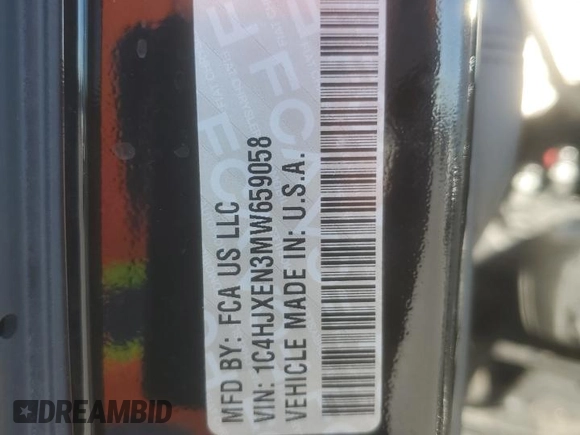 MFD BY: FCA US LLC
VIN: 1C4HJXEN3MW659058
VEHICLE MADE IN: U.S.A.
DREAMBID